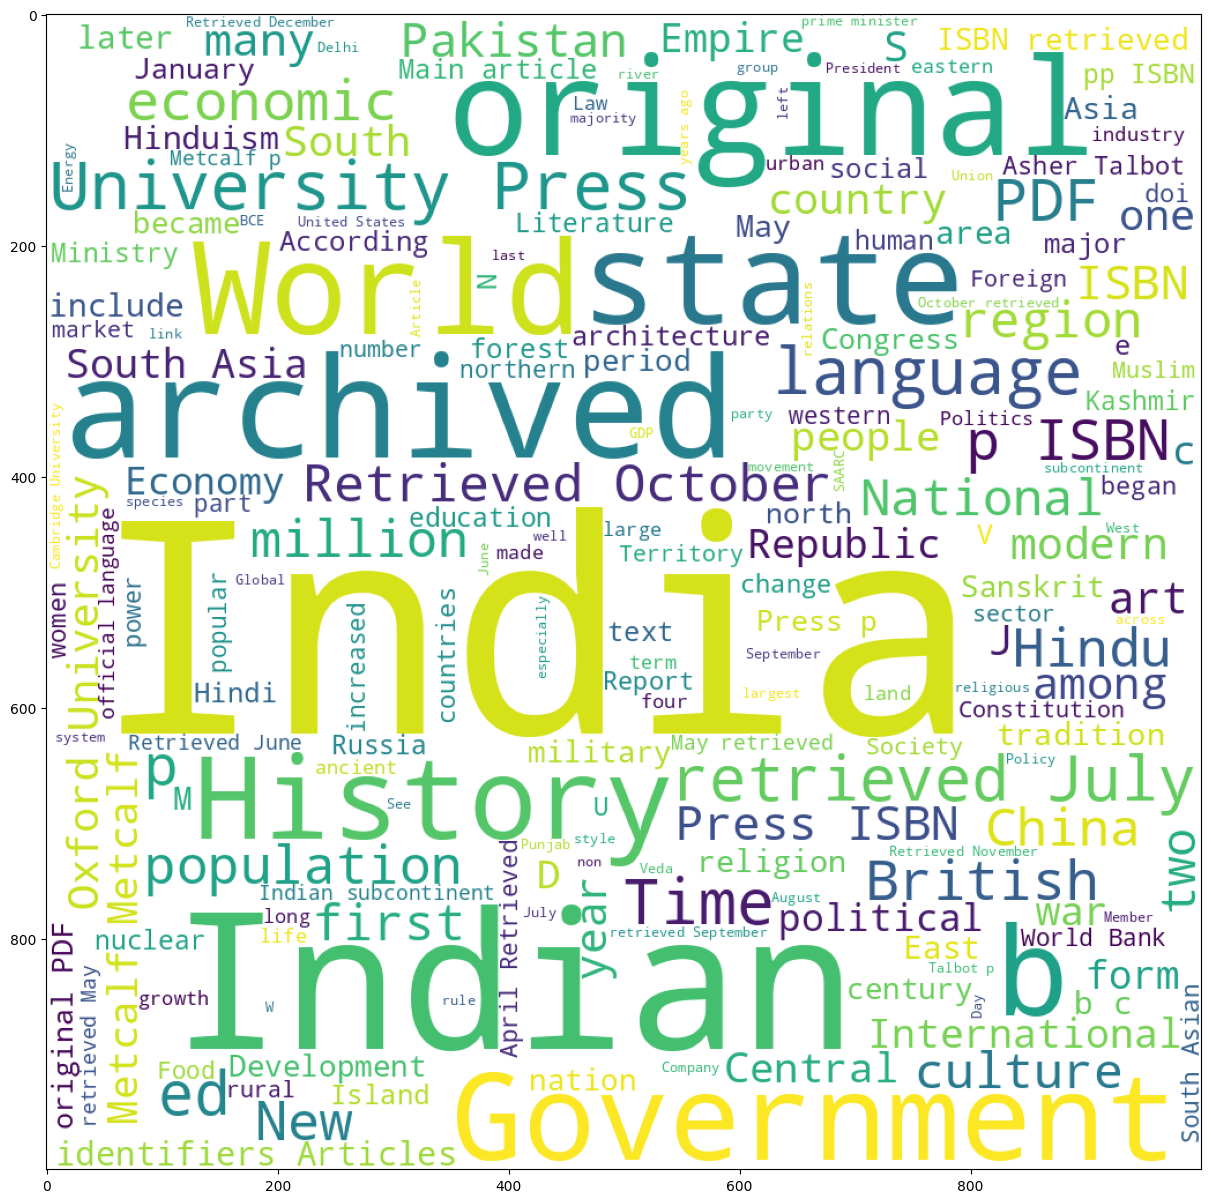 0
later
Retrieved December
many
Delhi
Pakistan
Empire
prime minister
S
ISBN retrieved
January
Main article
river
group
President
eastern
pp ISBN
economic
original
Law
majority
years ago
left
Asia
industry
Hinduism
South
Metcalf p
Energy
University Press
urban
social
Union
Asher Talbot
PDF
doi
one
country
became
BCE
United States
Literature
May
human
area
major
200
Ministry
According
World
N
last
state
Foreign
ISBN
include
Article
relations
October retrieved
region
market
link
architecture
Congress
e
number
forest
northern
period
South Asia
language
Muslim
Kashmir
archived
GDP
party
western
Politics
people
p ISBN
c
Cambridge University
400
Economy
species
part
Retrieved October
movement
SAARC
subcontinent
National
began
education
well
large
north
V
West
million
made
June
Territory
Republic
modern
University
official language
women
power
popular
Global
India
increased
countries
especially
text
term
Report
four
change
Press p
September
largest
land
Sanskrit
sector
art
across
J
Hindu
religious
among
Hindi
Constitution
600
system
Retrieved June
Russia
military
May retrieved
Society
tradition
Oxford
Metcalf Metcalf
p
M
ancient
History
See
U
retrieved July
Policy
Press ISBN
China
population
D
Punjab
style
non
Veda
religion
Retrieved November
two
Indian subcontinent
year
Time
August
British
long
first
life
April Retrieved
July
retrieved September
political
war
Member
World Bank
800
nuclear
original PDF
retrieved May
growth
W
Indian
rule
East
Talbot p
b
form
century
Day
b c
International
South Asian
Food
Development
Company
Central
culture
ed
rural
Island
nation
New
Government
identifiers Articles
1000
0
200
400
600
800